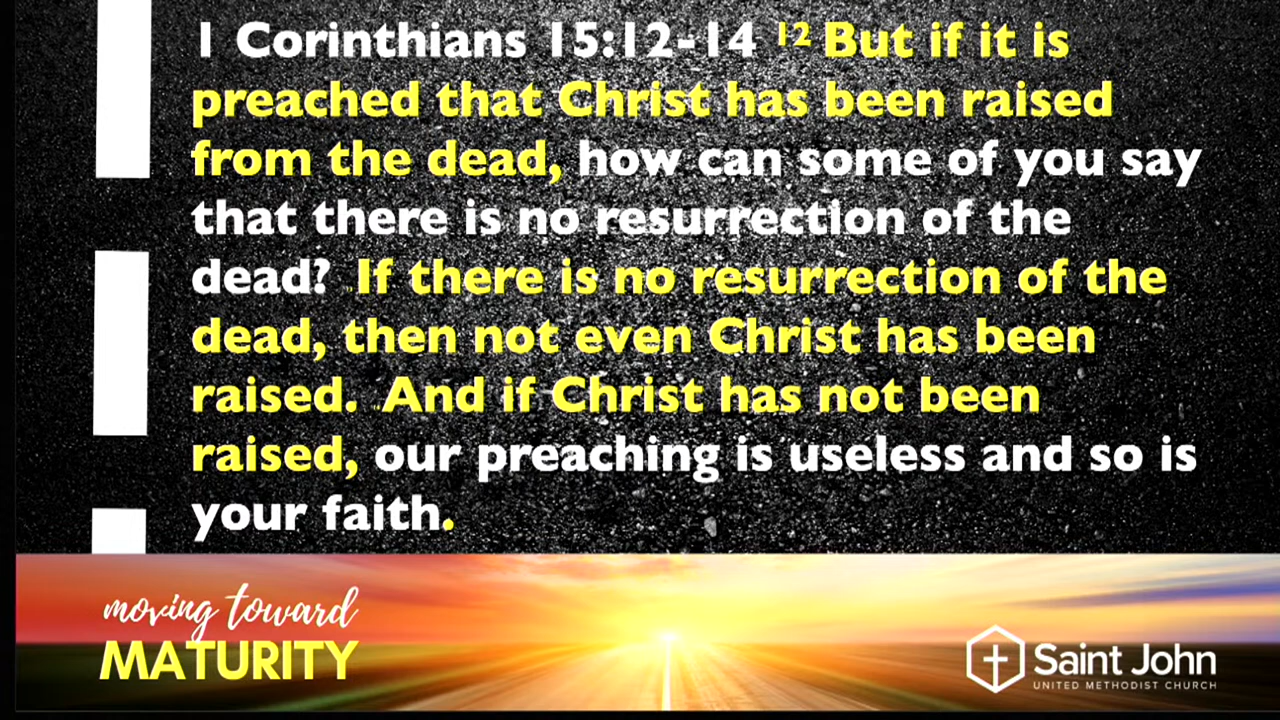 1 Corinthians 15:12-14 12 But if it is
preached that Christ has been raised
from the dead, how can some of you say
that there is no resurrection of the
dead? If there is no resurrection of the
dead, then not even Christ has been
raised. And if Christ has not been
raised, our preaching is useless and so is
your faith.
moving toward
MATURITY
Saint John
UNITED METHODIST CHURCH